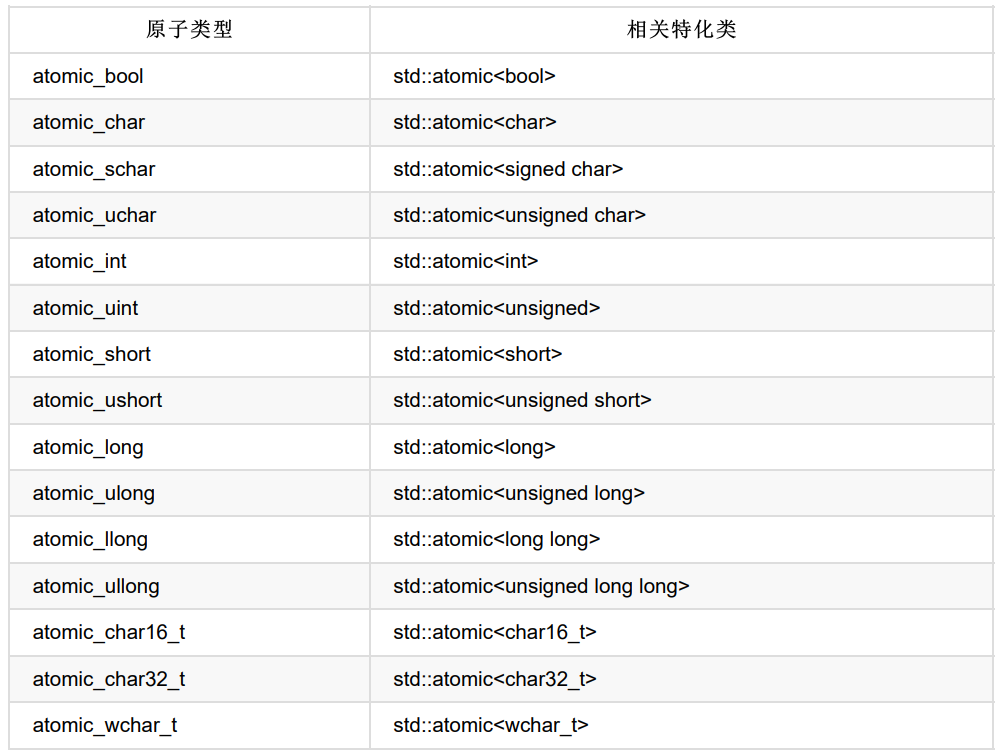 原子类型 相关特化类
atomic_bool std::atomic<bool>
atomic_char std::atomic<char>
atomic_schar std::atomic<signed char>
atomic_uchar std::atomic<unsigned char>
atomic_int std::atomic<int>
atomic_uint std::atomic<unsigned>
atomic_short std::atomic<short>
atomic_ushort std::atomic<unsigned short>
atomic_long std::atomic<long>
atomic_ulong std::atomic<unsigned long>
atomic_llong std::atomic<long long>
atomic_ullong std::atomic<unsigned long long>
atomic_char16_t std::atomic<char16_t>
atomic_char32_t std::atomic<char32_t>
atomic_wchar_t std::atomic<wchar_t>